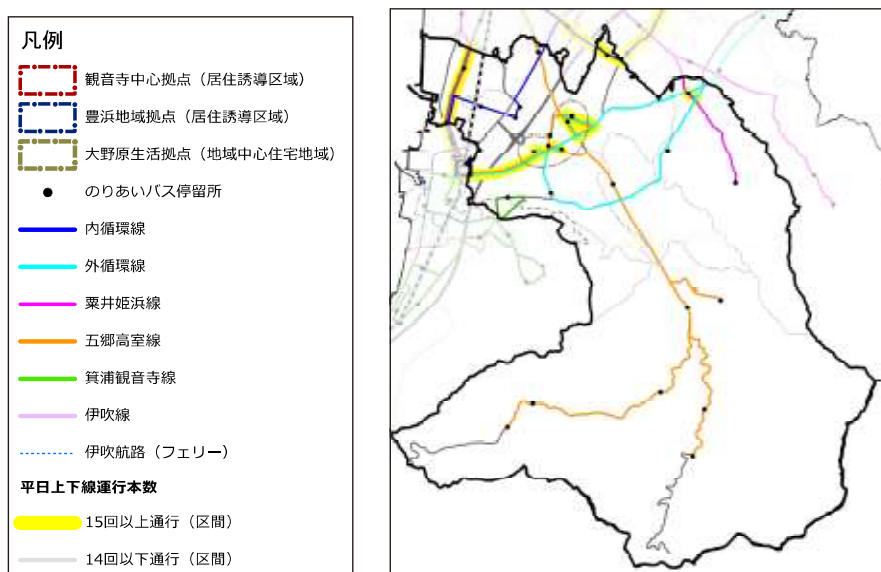 凡例
観音寺中心拠点（居住誘導区域）
豊浜地域拠点（居住誘導区域）
大野原生活拠点（地域中心住宅地域）
のりあいバス停留所
内循環線
外循環線
粟井姫浜線
五郷高室線
箕浦観音寺線
伊吹線
伊吹航路（フェリー）
平日上下線運行本数
15回以上通行（区間）
14回以下通行（区間）